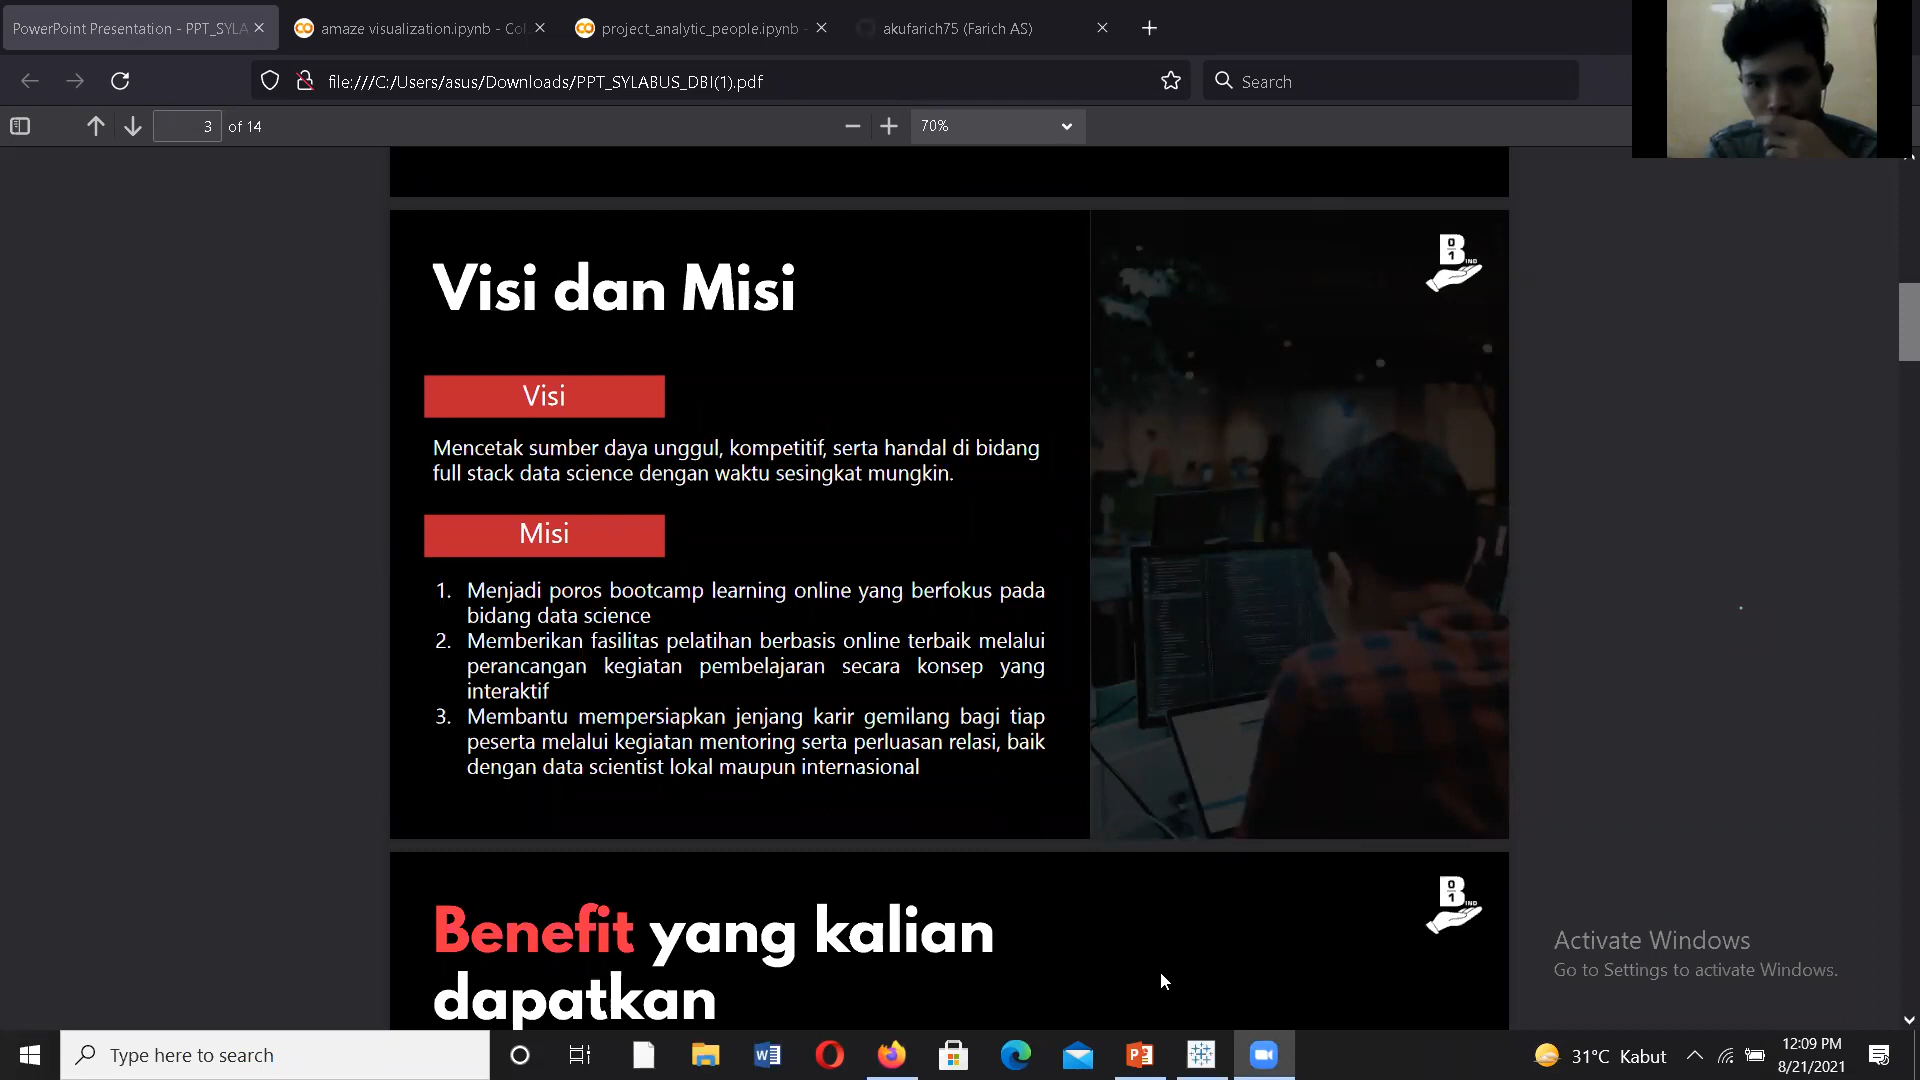 PowerPoint Presentation - PPT_SYLA
amaze visualization.ipynb - Col
project_analytic_people.ipynb -
akufarich75 (Farich AS)
file:///C:/Users/asus/Downloads/PPT_SYLABUS_DBI(1).pdf
Search
3 of 14
70%
Visi dan Misi
0
1
IND
Visi
Mencetak sumber daya unggul, kompetitif, serta handal di bidang
full stack data science dengan waktu sesingkat mungkin.
Misi
1. Menjadi poros bootcamp learning online yang berfokus pada
bidang data science
2. Memberikan fasilitas pelatihan berbasis online terbaik melalui
perancangan kegiatan pembelajaran secara konsep yang
interaktif
3. Membantu mempersiapkan jenjang karir gemilang bagi tiap
peserta melalui kegiatan mentoring serta perluasan relasi, baik
dengan data scientist lokal maupun internasional
Benefit yang kalian
dapatkan
0
1
IND
Activate Windows
Go to Settings to activate Windows.
Type here to search
31°C Kabut
12:09 PM
8/21/2021